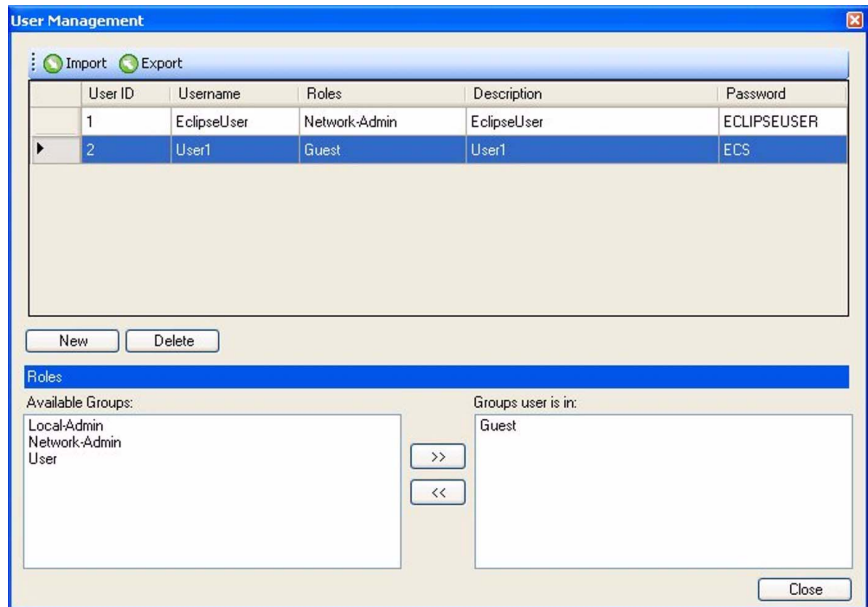 User Management
Import Export
User ID Username Roles Description Password
1 EclipseUser Network-Admin EclipseUser ECLIPSEUSER
2 User1 Guest User1 ECS
New Delete
Roles
Available Groups: Groups user is in:
Local-Admin Guest
Network-Admin
User
>>
<<
Close